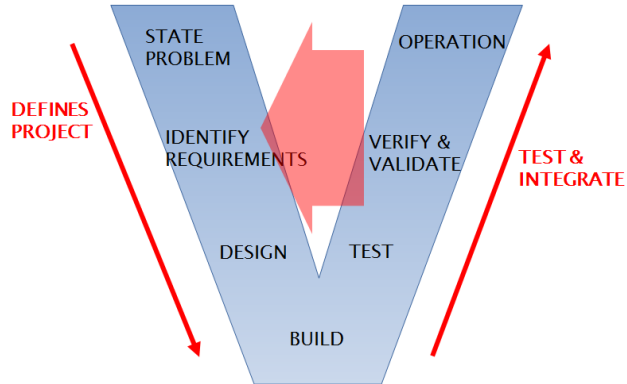 STATE
PROBLEM
OPERATION
DEFINES
PROJECT
IDENTIFY
REQUIREMENTS
VERIFY &
VALIDATE
TEST &
INTEGRATE
DESIGN
TEST
BUILD